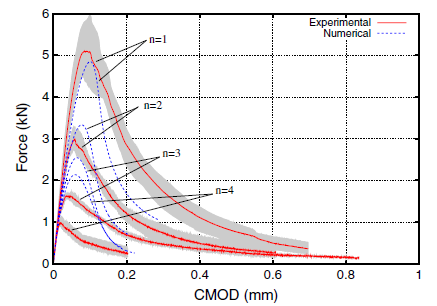 6
Experimental
Numerical
n=1
5
4
n=2
3
n=3
2
n=4
1
0
0 0.2 0.4 0.6 0.8 1
Force (kN)
CMOD (mm)